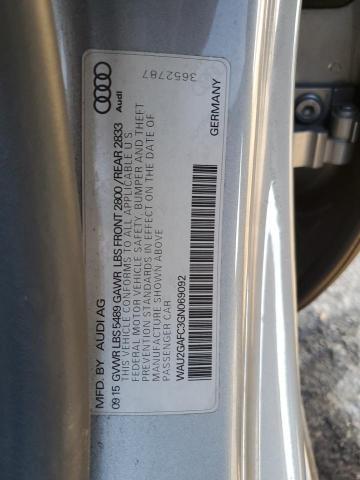 MFD. BY AUDI AG
09 15 GVWR LBS 5489 GAWR LBS FRONT 2800 /REAR 2833
THIS VEHICLE CONFORMS TO ALL APPLICABLE U S
FEDERAL MOTOR VEHICLE SAFETY, BUMPER AND THEFT
PREVENTION STANDARDS IN EFFECT ON THE DATE OF
MANUFACTURE SHOWN ABOVE
PASSENGER CAR
WAU2GAFC3GN069092
GERMANY
Audi
3652787